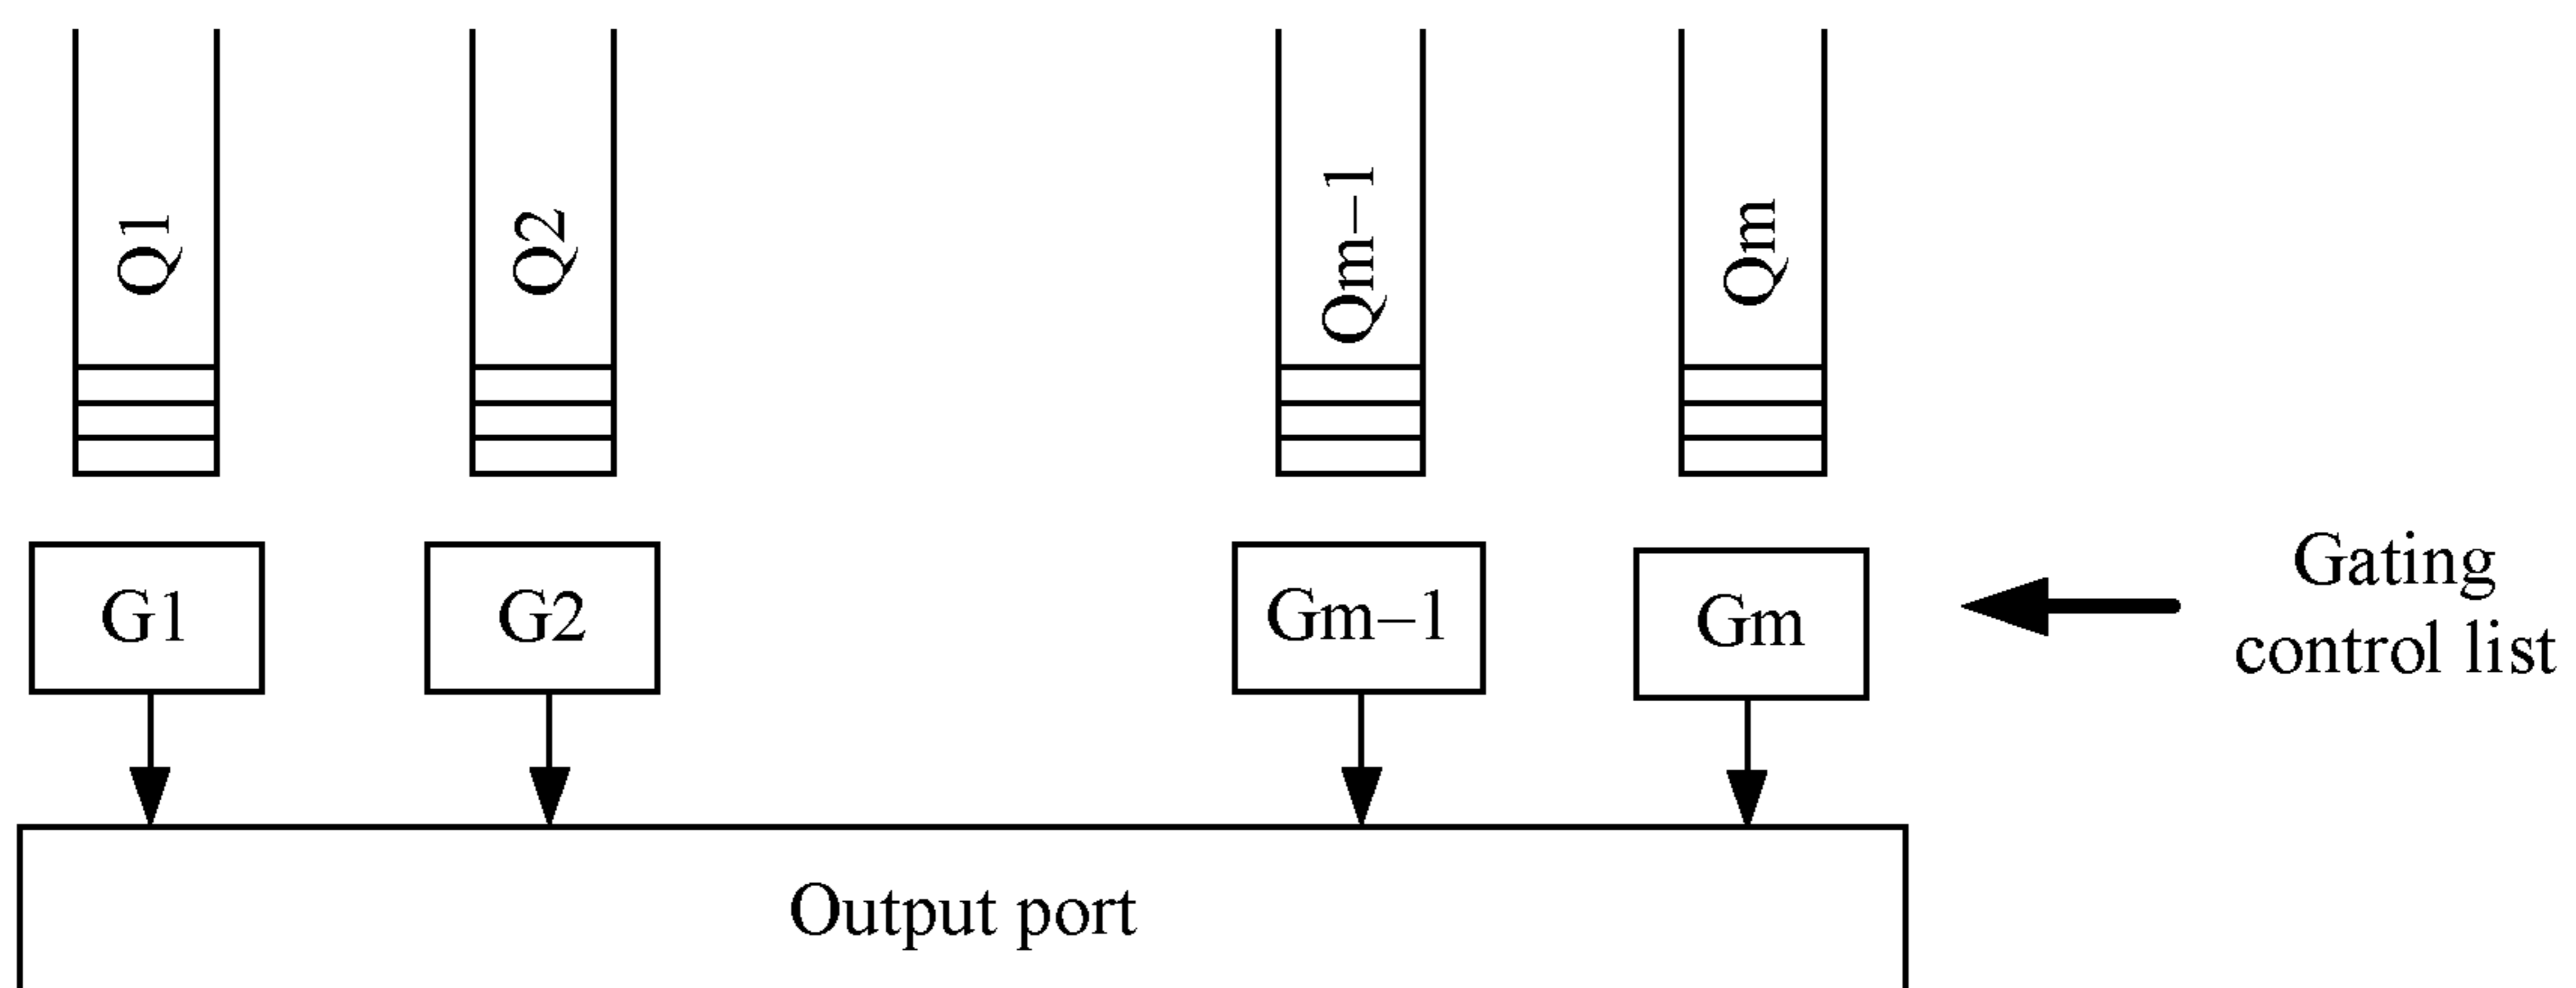 Q1
Q2
Qm–1
Qm
G1
G2
Gm–1
Gm
Gating
control list
Output port